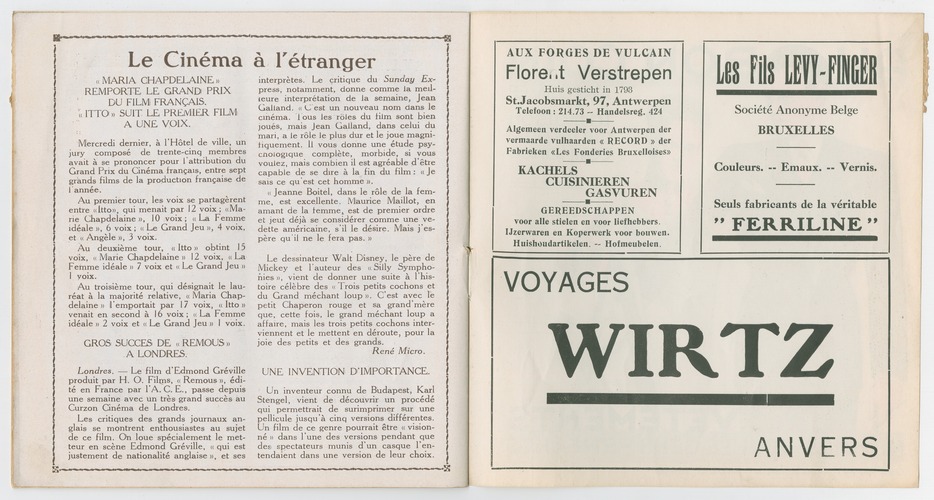 Le Cinéma à l'étranger
« MARIA CHAPDELAINE »
REMPORTE LE GRAND PRIX
DU FILM FRANÇAIS.
« ITTO » SUIT LE PREMIER FILM
A UNE VOIX.
Mercredi dernier, à l'Hôtel de ville, un
jury composé de trente-cinq membres
avait à se prononcer pour l'attribution du
Grand Prix du Cinéma français, entre sept
grands films de la production française de
l'année.
Au premier tour, les voix se partagèrent
entre «Itto», qui menait par 12 voix ; «Ma-
rie Chapdelaine», 10 voix ; « La Femme
idéale », 6 voix ; « Le Grand Jeu », 4 voix,
et « Angèle », 3 voix.
Au deuxième tour, « Itto » obtint 15
voix, « Marie Chapdelaine » 12 voix, « La
Femme idéale » 7 voix et « Le Grand Jeu »
1 voix.
Au troisième tour, qui désignait le lau-
réat à la majorité relative, « Maria Chap-
delaine » l'emportait par 17 voix, « Itto »
venait en second à 16 voix ; « La Femme
idéale » 2 voix et « Le Grand Jeu » 1 voix.
GROS SUCCES DE « REMOUS »
A LONDRES.
Londres. — Le film d'Edmond Gréville
produit par H. O. Films, « Remous », édi-
té en France par l'A.C.E., passe depuis
une semaine avec un très grand succès au
Curzon Cinéma de Londres.
Les critiques des grands journaux an-
glais se montrent enthousiastes au sujet
de ce film. On loue spécialement le met-
teur en scène Edmond Gréville, « qui est
justement de nationalité anglaise », et ses
interprètes. Le critique du Sunday Ex-
press, notamment, donne comme la meil-
leure interprétation de la semaine, Jean
Galland. « C'est un nouveau nom dans le
cinéma. Tous les rôles du film sont bien
joués, mais Jean Galland, dans celui du
mari, a le rôle le plus dur et le joue magni-
fiquement. Il vous donne une étude psy-
chologique complète, morbide, si vous
voulez, mais combien il est agréable d'être
capable de se dire à la fin du film : « Je
sais ce qu'est cet homme ».
« Jeanne Boitel, dans le rôle de la fem-
me, est excellente. Maurice Maillot, en
amant de la femme, est de premier ordre
et peut déjà se considérer comme une ve-
dette américaine, s'il le désire. Mais j'es-
père qu'il ne le fera pas. »
Le dessinateur Walt Disney, le père de
Mickey et l'auteur des « Silly Sympho-
nies », vient de donner une suite à l'his-
toire célèbre des « Trois petits cochons et
du Grand méchant loup ». C'est avec le
petit Chaperon rouge et sa grand'mère
que, cette fois, le grand méchant loup a
affaire, mais les trois petits cochons inter-
viennent et le mettent en déroute, pour la
joie des petits et des grands.
René Micro.
UNE INVENTION D'IMPORTANCE.
Un inventeur connu de Budapest, Karl
Stengel, vient de découvrir un procédé
qui permettrait de surimprimer sur une
pellicule jusqu'à cinq versions différentes.
Un film de ce genre pourrait être « vision-
né » dans l'une des versions pendant que
des spectateurs munis d'un casque l'en-
tendaient dans une version de leur choix.
AUX FORGES DE VULCAIN
Florent Verstrepen
Huis gesticht in 1793
St.Jacobsmarkt, 97, Antwerpen
Telefoon : 214.73 -- Handelsreg. 424
Algemeen verdeeler voor Antwerpen der
vermaarde vulhaarden « RECORD » der
Fabrieken «Les Fonderies Bruxelloises»
KACHELS
CUISINIEREN
GASVUREN
GEREEDSCHAPPEN
voor alle stielen en voor liefhebbers.
IJzerwaren en Koperwerk voor bouwen.
Huishoudartikelen. -- Hofmeubelen.
Les Fils LEVY-FINGER
Société Anonyme Belge
BRUXELLES
Couleurs. -- Emaux. -- Vernis.
Seuls fabricants de la véritable
" FERRILINE "
VOYAGES
WIRTZ
ANVERS